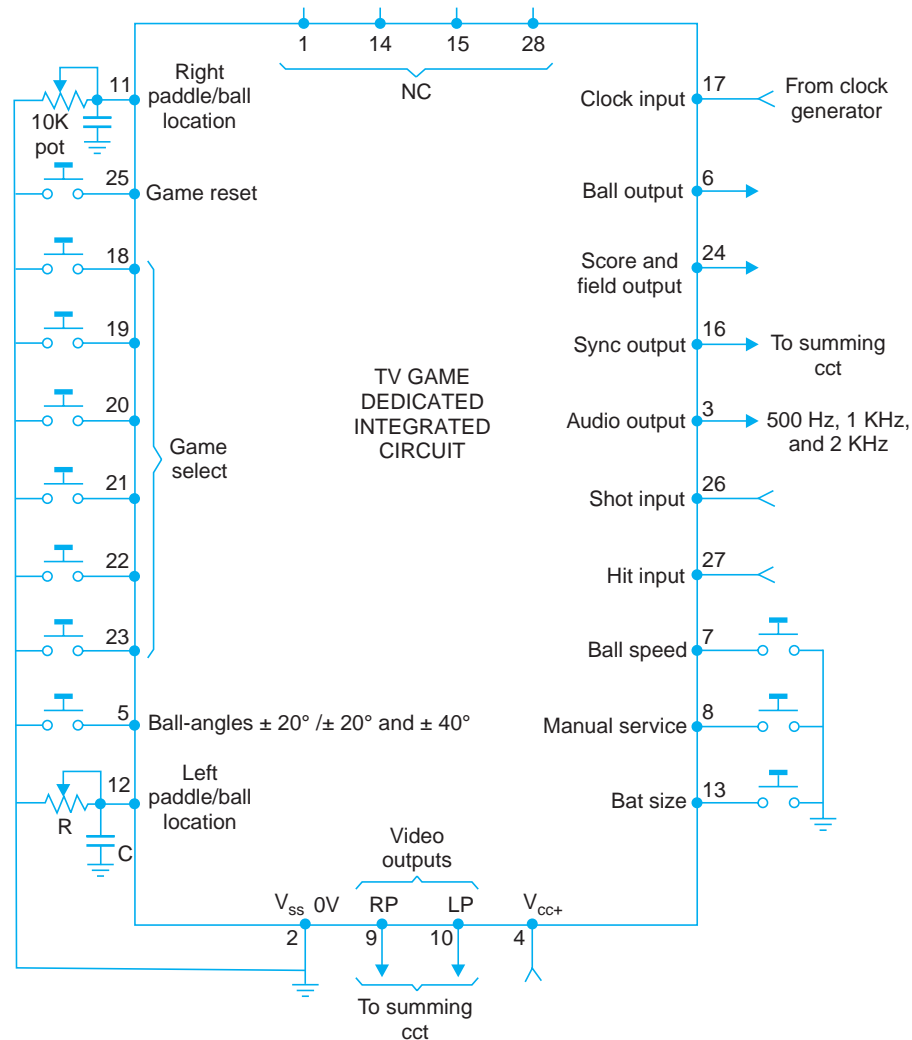 1
14
15
28
NC
11
Right
paddle/ball
location
10K
pot
17
Clock input
From clock
generator
25
Game reset
6
Ball output
18
24
Score and
field output
19
16
Sync output
To summing
cct
TV GAME
DEDICATED
INTEGRATED
CIRCUIT
20
3
Audio output
500 Hz, 1 KHz,
and 2 KHz
Game
select
21
26
Shot input
22
27
Hit input
23
7
Ball speed
5
Ball-angles ± 20° /± 20° and ± 40°
8
Manual service
12
Left
paddle/ball
location
R
C
13
Bat size
Video
outputs
Vss 0V
RP
LP
Vcc+
2
9
10
4
To summing
cct